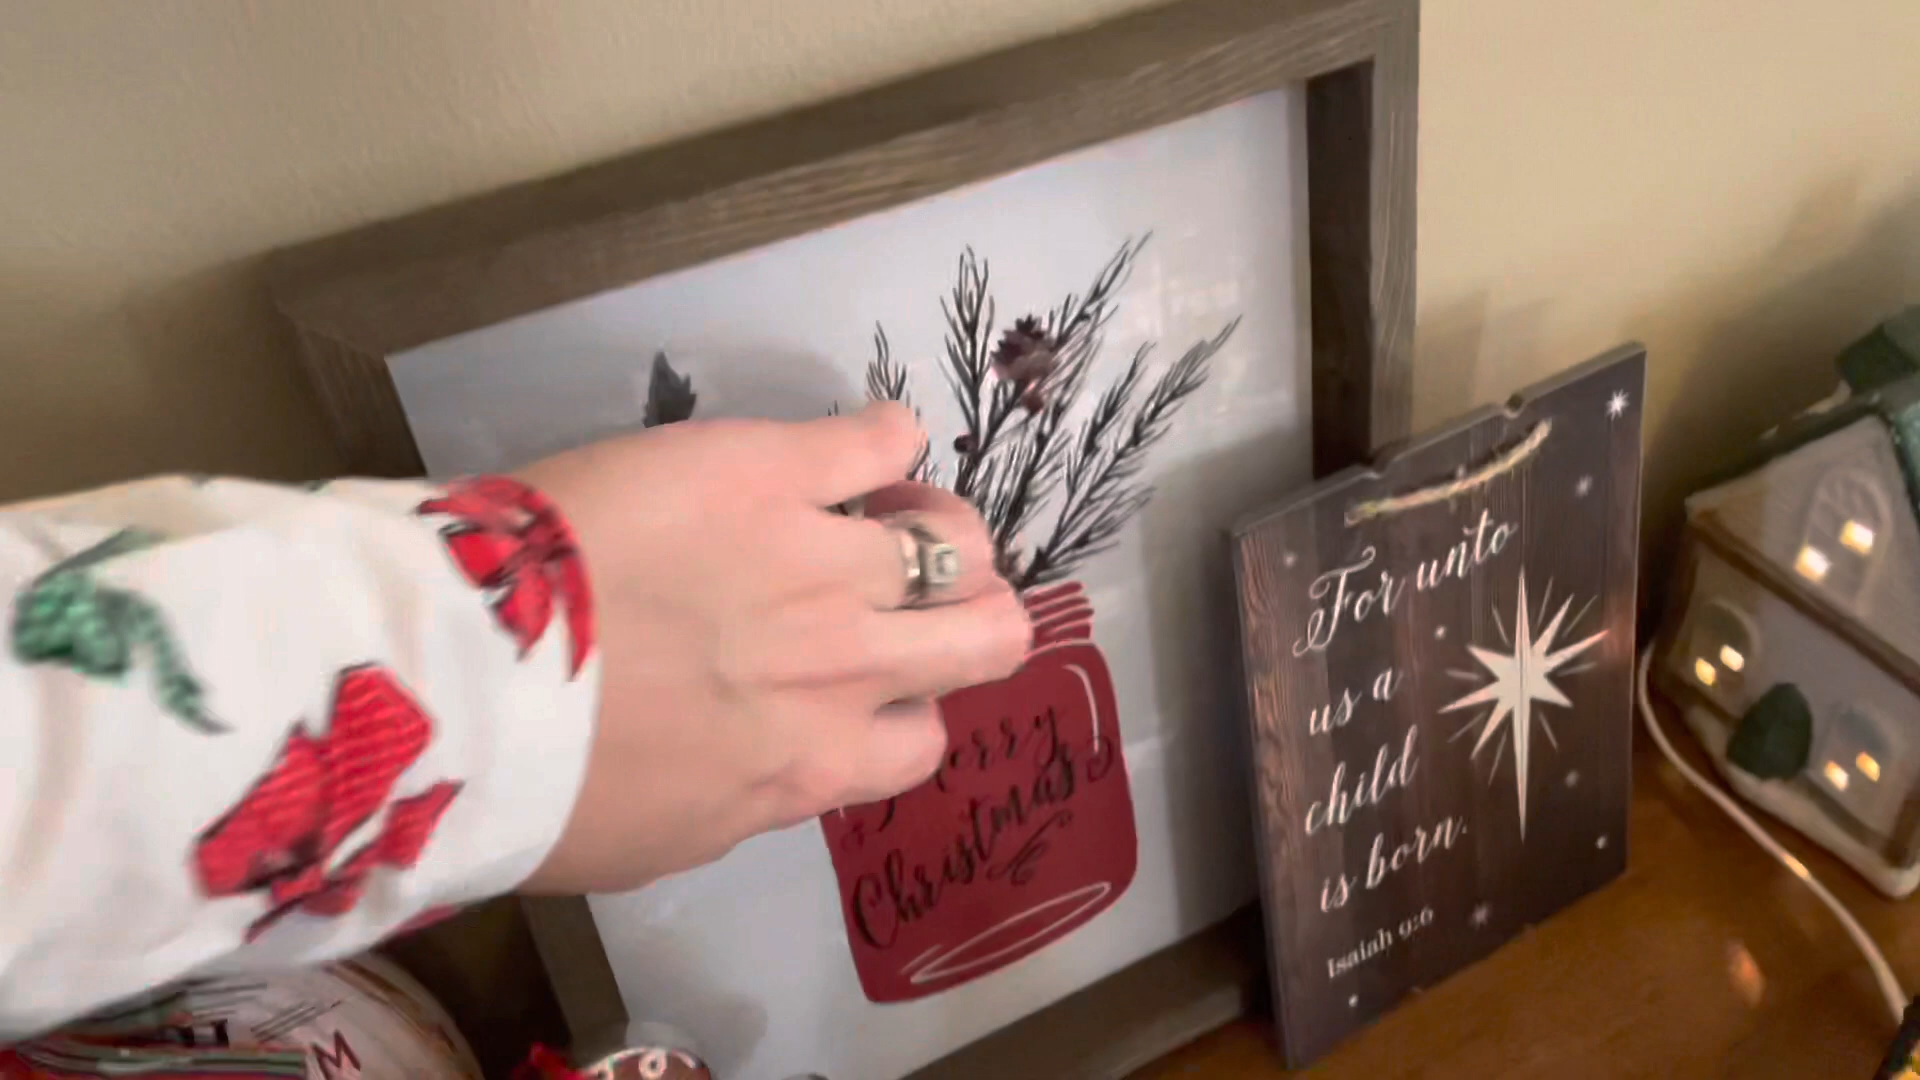 Merry
Christmas
For unto
us a
child
is born.
Isaiah 9:6
M